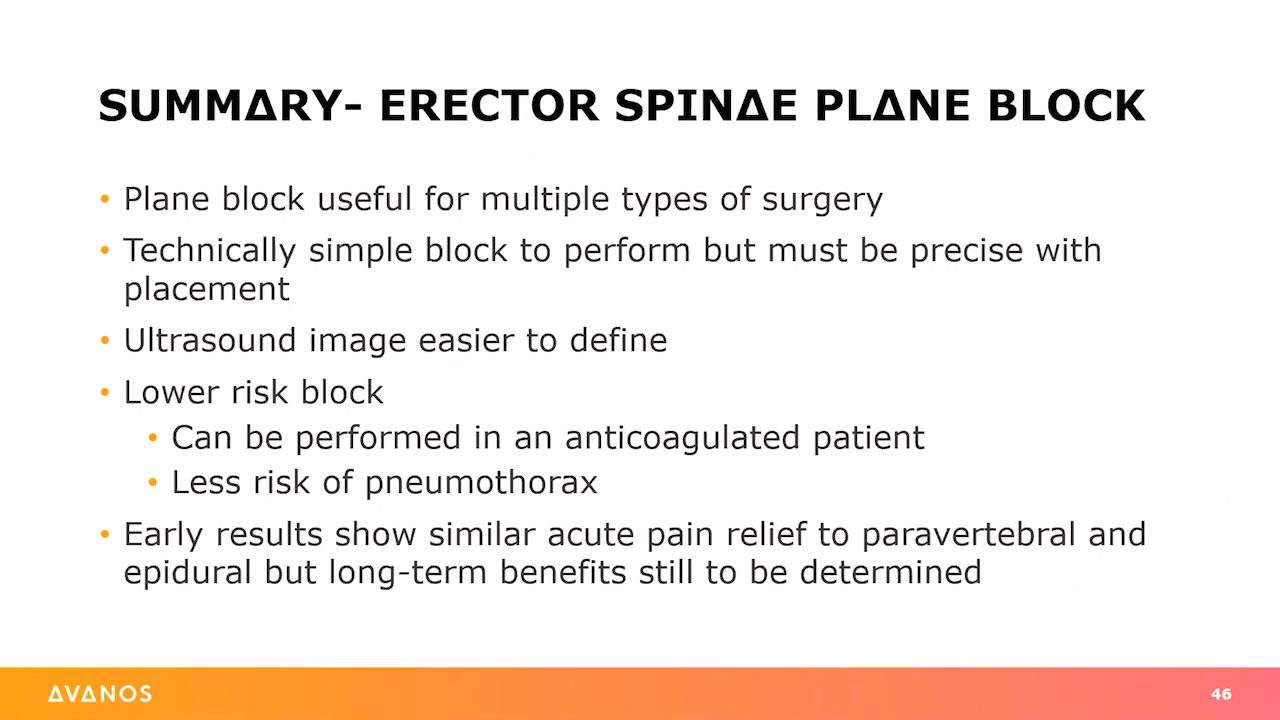 SUMMΔRY- ERECTOR SPINΔE PLΔNE BLOCK
• Plane block useful for multiple types of surgery
• Technically simple block to perform but must be precise with
placement
• Ultrasound image easier to define
• Lower risk block
• Can be performed in an anticoagulated patient
• Less risk of pneumothorax
• Early results show similar acute pain relief to paravertebral and
epidural but long-term benefits still to be determined
ΔVΔNOS
46